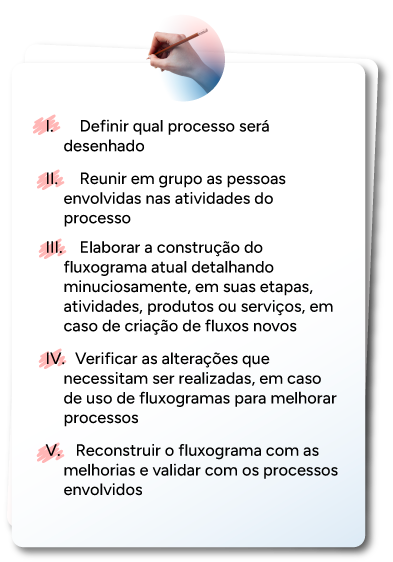 I. Definir qual processo será
desenhado
II. Reunir em grupo as pessoas
envolvidas nas atividades do
processo
III. Elaborar a construção do
fluxograma atual detalhando
minuciosamente, em suas etapas,
atividades, produtos ou serviços, em
caso de criação de fluxos novos
IV. Verificar as alterações que
necessitam ser realizadas, em caso
de uso de fluxogramas para melhorar
processos
V. Reconstruir o fluxograma com as
melhorias e validar com os processos
envolvidos